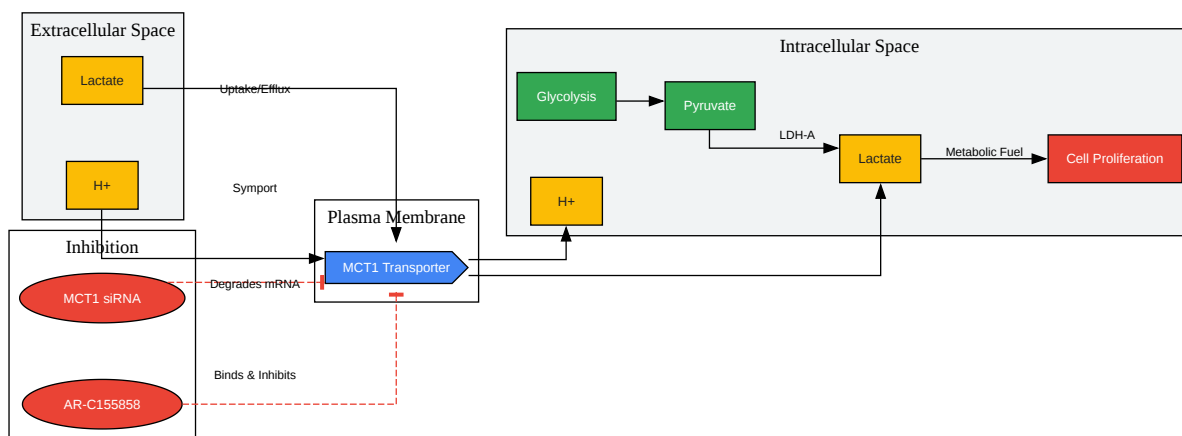 Extracellular Space
Lactate
Uptake/Efflux
H+
Symport
Inhibition
MCT1 siRNA
Degrades mRNA
AR-C155858
Binds & Inhibits
Plasma Membrane
MCT1 Transporter
Intracellular Space
Glycolysis
Pyruvate
LDH-A
Lactate
Metabolic Fuel
Cell Proliferation
H+